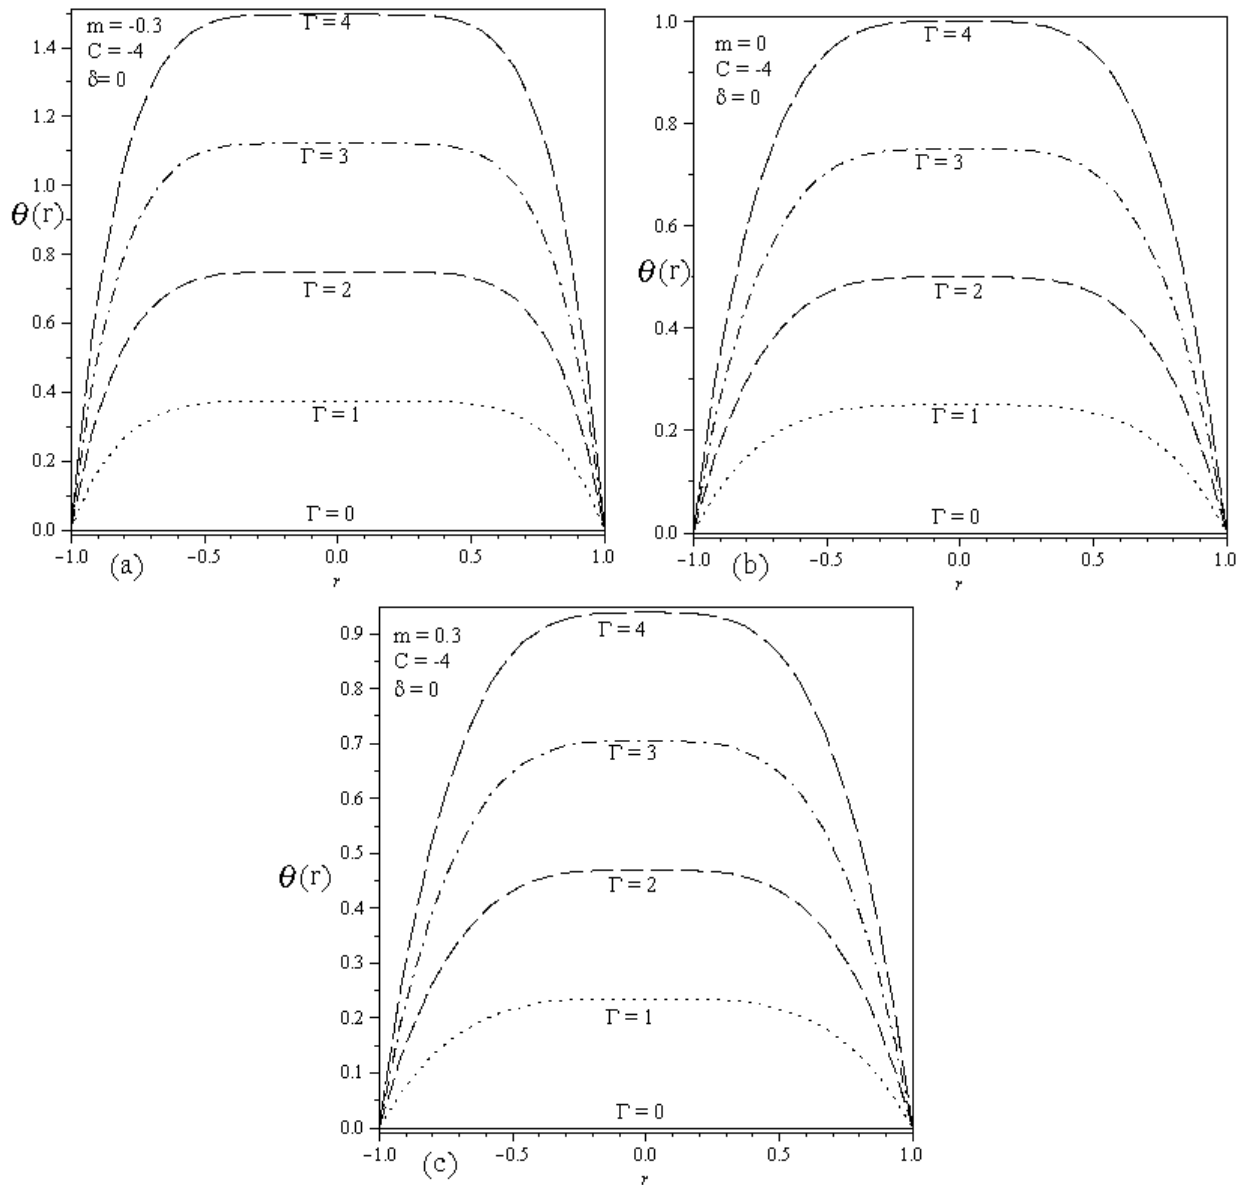 m = -0.3
C = -4
δ= 0
Γ = 4
Γ = 3
Γ = 2
Γ = 1
Γ = 0
1.4
1.2
1.0
0.8
0.6
0.4
0.2
0.0
θ(r)
−1.0 −0.5 0.0 0.5 1.0
(a)
r
m = 0
C = -4
δ = 0
Γ = 4
Γ = 3
Γ = 2
Γ = 1
Γ = 0
1.0
0.8
0.6
0.4
0.2
0.0
θ(r)
−1.0 −0.5 0.0 0.5 1.0
(b)
r
m = 0.3
C = -4
δ = 0
Γ = 4
Γ = 3
Γ = 2
Γ = 1
Γ = 0
0.9
0.8
0.7
0.6
0.5
0.4
0.3
0.2
0.1
0.0
θ(r)
−1.0 −0.5 0.0 0.5 1.0
(c)
r